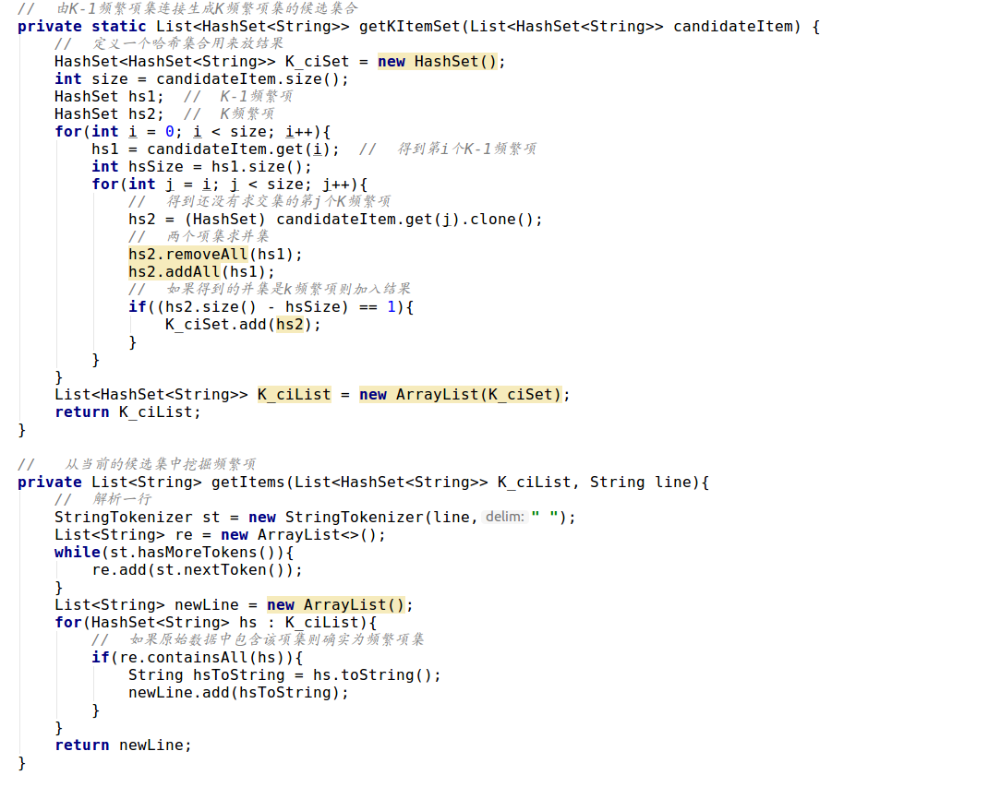 //  由K-1频繁项集连接生成K频繁项集的候选集合
private static List<HashSet<String>> getKItemSet(List<HashSet<String>> candidateItem) {
    //  定义一个哈希集合用来放结果
    HashSet<HashSet<String>> K_ciSet = new HashSet();
    int size = candidateItem.size();
    HashSet hs1;  //  K-1频繁项
    HashSet hs2;  //  K频繁项
    for(int i = 0; i < size; i++){
        hs1 = candidateItem.get(i);  //  得到第i个K-1频繁项
        int hsSize = hs1.size();
        for(int j = i; j < size; j++){
            //  得到还没有求交集的第j个K频繁项
            hs2 = (HashSet) candidateItem.get(j).clone();
            //  两个项集求并集
            hs2.removeAll(hs1);
            hs2.addAll(hs1);
            //  如果得到的并集是k频繁项则加入结果
            if((hs2.size() - hsSize) == 1){
                K_ciSet.add(hs2);
            }
        }
    }
    List<HashSet<String>> K_ciList = new ArrayList(K_ciSet);
    return K_ciList;
}
//   从当前的候选集中挖掘频繁项
private List<String> getItems(List<HashSet<String>> K_ciList, String line){
    //  解析一行
    StringTokenizer st = new StringTokenizer(line, delim: " ");
    List<String> re = new ArrayList<>();
    while(st.hasMoreTokens()){
        re.add(st.nextToken());
    }
    List<String> newLine = new ArrayList();
    for(HashSet<String> hs : K_ciList){
        //  如果原始数据中包含该项集则确实为频繁项集
        if(re.containsAll(hs)){
            String hsToString = hs.toString();
            newLine.add(hsToString);
        }
    }
    return newLine;
}